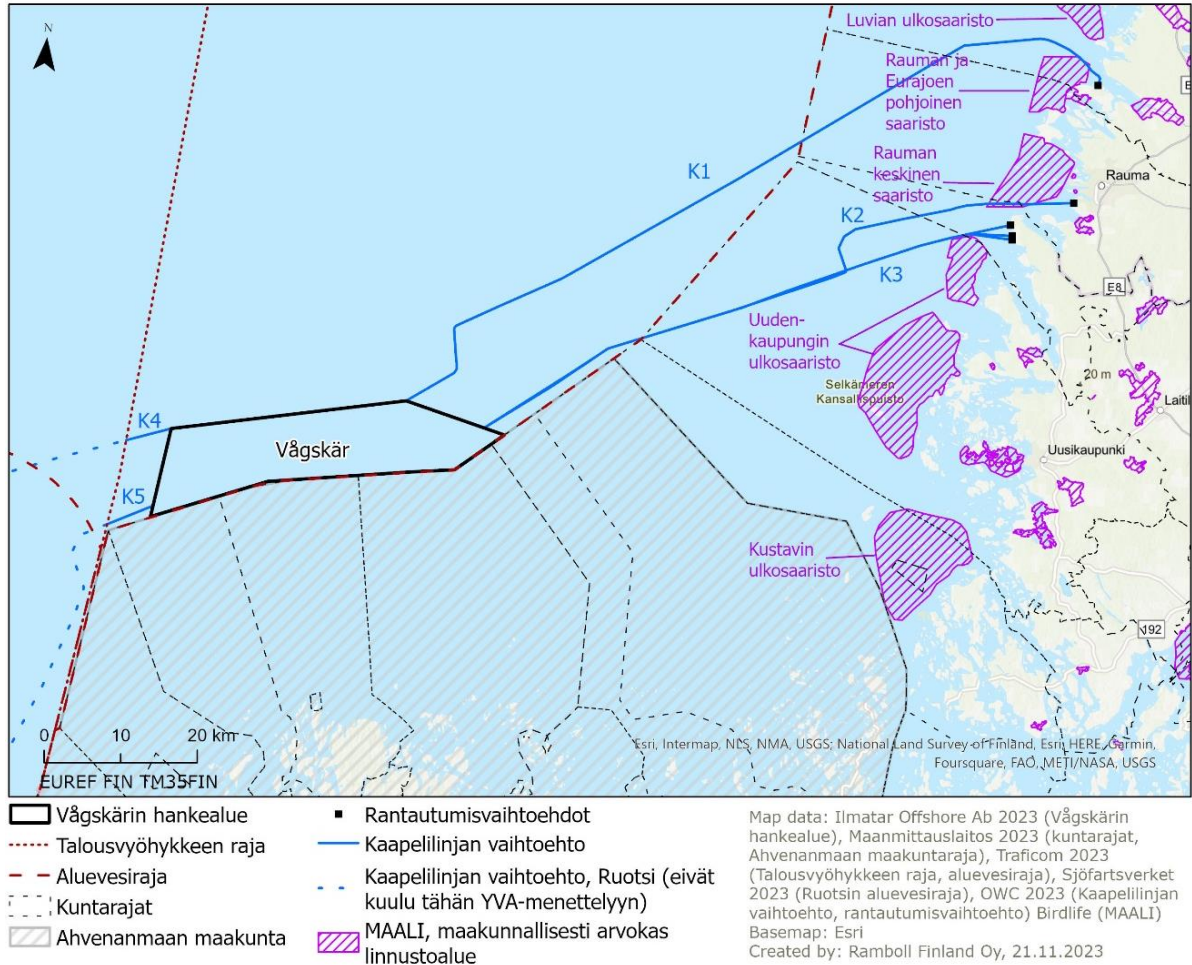 N
Luvian ulkosaaristo
Rauman ja
Eurajoen
pohjoinen
saaristo
K1
Rauman
keskinen
saaristo
Rauma
K2
K3
E8
Uuden-
kaupungin
ulkosaaristo
20 m
Selkämeren
Kansallispuisto
Laitil
K4
Vågskär
Uusikaupunki
K5
Kustavin
ulkosaaristo
192
0 10 20 km
EUREF FIN TM35FIN
Esri, Intermap, NLS, NMA, USGS; National Land Survey of Finland, Esri, HERE, Garmin,
Foursquare, FAO, METI/NASA, USGS
Vågskärin hankealue
Talousvyöhykkeen raja
Aluevesiraja
Kuntarajat
Ahvenanmaan maakunta
Rantautumisvaihtoehdot
Kaapelilinjan vaihtoehto
Kaapelilinjan vaihtoehto, Ruotsi (eivät
kuulu tähän YVA-menettelyyn)
MAALI, maakunnallisesti arvokas
linnustoalue
Map data: Ilmatar Offshore Ab 2023 (Vågskärin
hankealue), Maanmittauslaitos 2023 (kuntarajat,
Ahvenanmaan maakuntaraja), Traficom 2023
(Talousvyöhykkeen raja, aluevesiraja), Sjöfartsverket
2023 (Ruotsin aluevesiraja), OWC 2023 (Kaapelilinjan
vaihtoehto, rantautumisvaihtoehto) Birdlife (MAALI)
Basemap: Esri
Created by: Ramboll Finland Oy, 21.11.2023